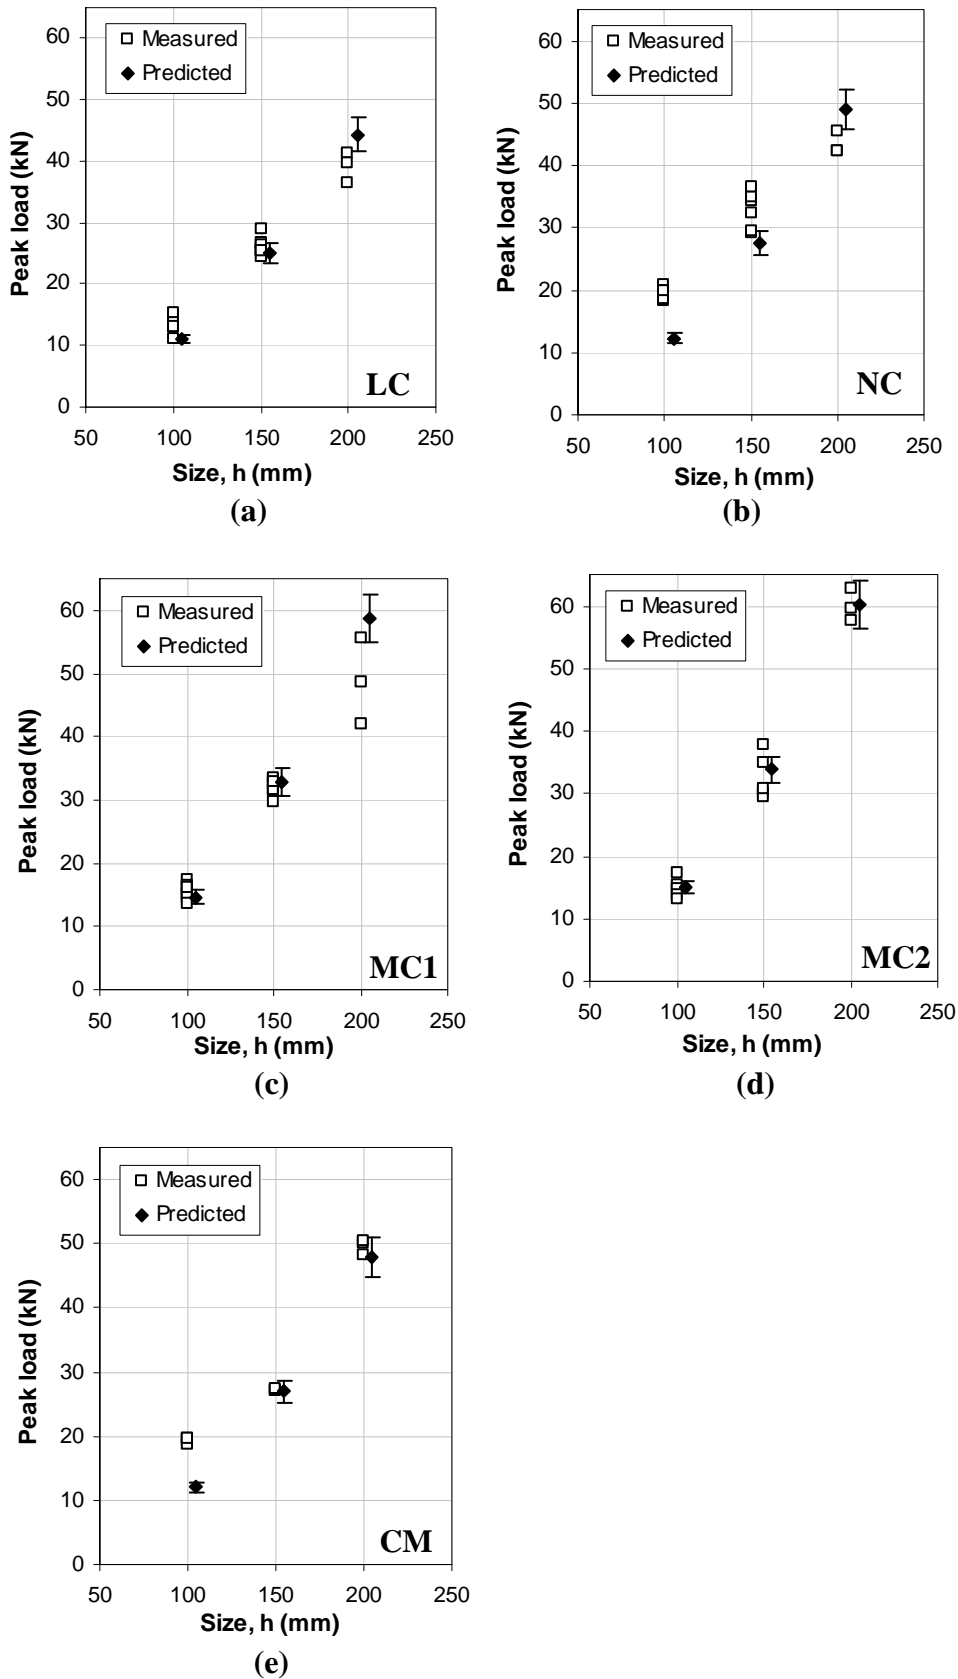 60
50
40
30
20
10
0
Peak load (kN)
Measured
Predicted
LC
50 100 150 200 250
Size, h (mm)
(a)
60
50
40
30
20
10
0
Peak load (kN)
Measured
Predicted
NC
50 100 150 200 250
Size, h (mm)
(b)
60
50
40
30
20
10
0
Peak load (kN)
Measured
Predicted
MC1
50 100 150 200 250
Size, h (mm)
(c)
60
50
40
30
20
10
0
Peak load (kN)
Measured
Predicted
MC2
50 100 150 200 250
Size, h (mm)
(d)
60
50
40
30
20
10
0
Peak load (kN)
Measured
Predicted
CM
50 100 150 200 250
Size, h (mm)
(e)